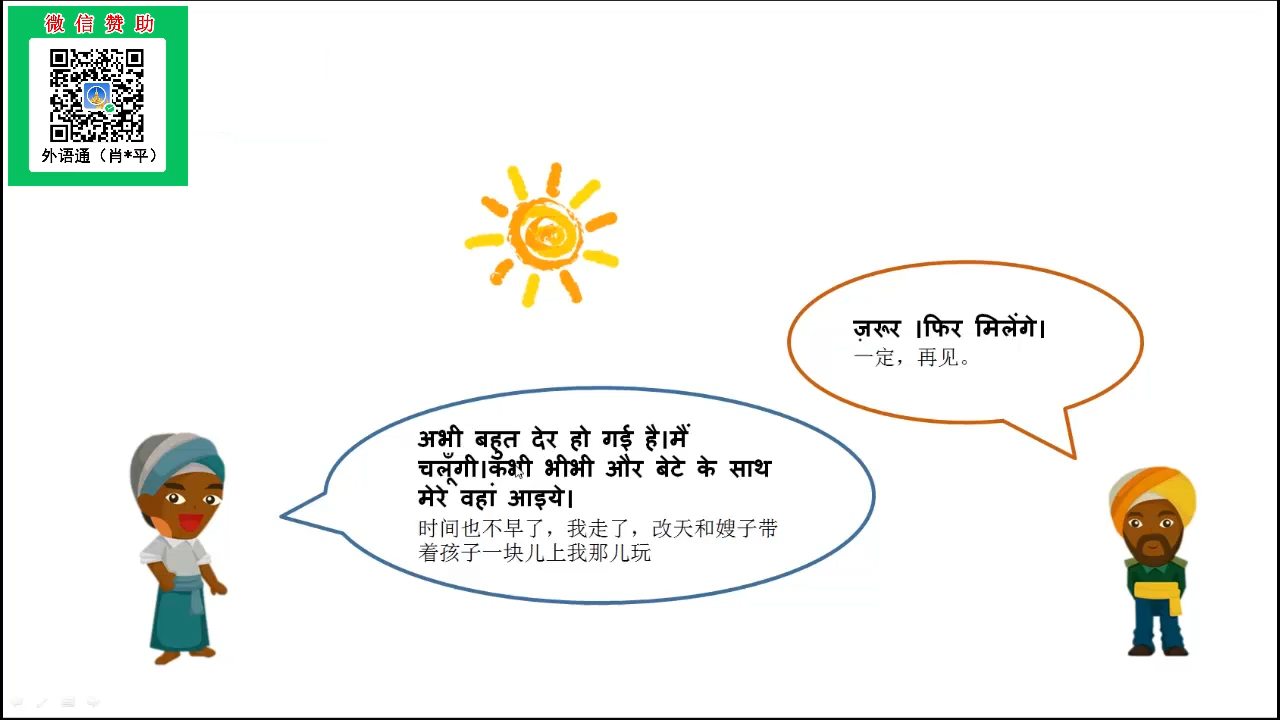 微信赞助
外语通（肖*平）
ज़रूर ।फिर मिलेंगे।
一定，再见。
अभी बहुत देर हो गई है।मैं
चलूँगी।कभी भीभी और बेटे के साथ
मेरे वहां आइये।
时间也不早了，我走了，改天和嫂子带
着孩子一块儿上我那儿玩